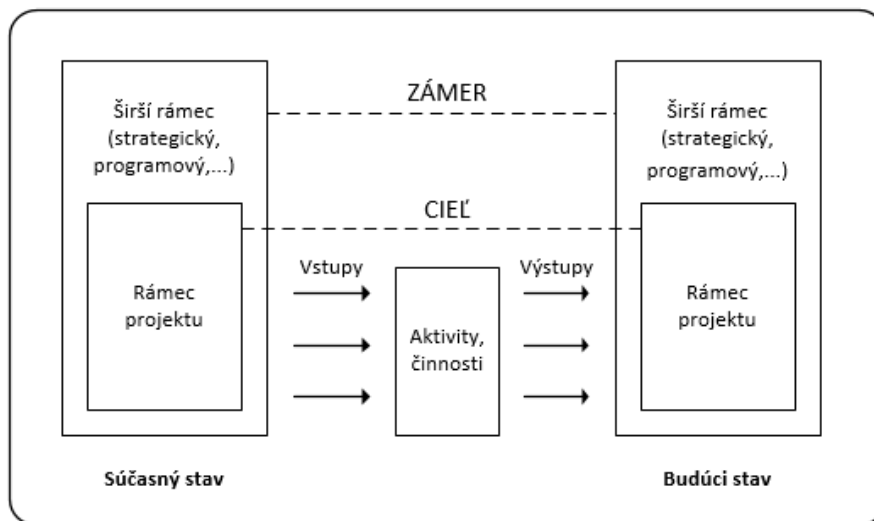 ZÁMER
Širší rámec
(strategický,
programový,...)
Širší rámec
(strategický,
programový,...)
CIEĽ
Vstupy
Výstupy
Rámec
projektu
Aktivity,
činnosti
Rámec
projektu
Súčasný stav
Budúci stav